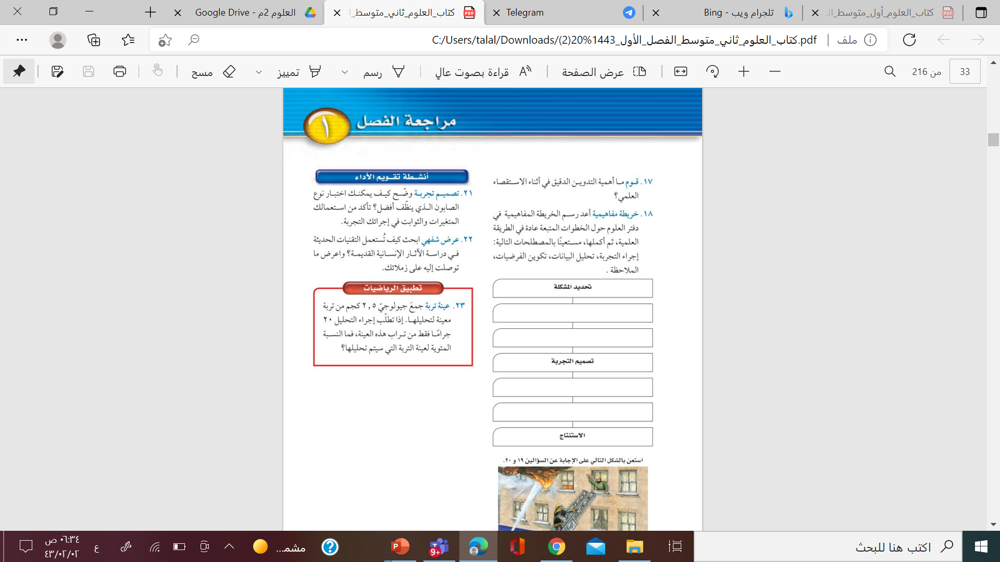 كتاب_العلوم_أول_متوسط_الـ
تلجرام ويب - Bing
Telegram
كتاب_العلوم_ثاني_متوسط_ا
العلوم 2م - Google Drive
ملف
C:/Users/talal/Downloads/(2)20%1443_كتاب_العلوم_ثاني_متوسط_الفصل_الأول.pdf
33
من 216
عرض الصفحة
قراءة بصوت عالٍ
رسم
تمييز
مسح
مراجعة الفصل
١
١٧. قوم ما أهمية التدوين الدقيق في أثناء الاستقصاء
العلمي؟
١٨. خريطة مفاهيمية أعد رسم الخريطة المفاهيمية في
دفتر العلوم حول الخطوات المتبعة عادة في الطريقة
العلمية، ثم أكملها، مستعينًا بالمصطلحات التالية:
إجراء التجربة، تحليل البيانات، تكوين الفرضيات،
الملاحظة .
تحديد المشكلة
تصميم التجربة
الاستنتاج
استعن بالشكل التالي على الإجابة عن السؤالين ١٩ و ٢٠.
أنشطة تقويم الأداء
٢١. تصميم تجربة وضّح كيف يمكنك اختبار نوع
الصابون الذي ينظّف أفضل؟ تأكد من استعمالك
المتغيرات والثوابت في إجرائك التجربة.
٢٢. عرض شفهي ابحث كيف تُستعمل التقنيات الحديثة
في دراسة الآثار الإنسانية القديمة؟ واعرض ما
توصلت إليه على زملائك.
تطبيق الرياضيات
٢٣. عينة تربة جمعَ جيولوجيّ ٢,٥ كجم من تربة
معينة لتحليلها. إذا تطلّب إجراء التحليل ٢٠
جرامًا فقط من تراب هذه العينة، فما النسبة
المئوية لعينة التربة التي سيتم تحليلها؟
اكتب هنا للبحث
9+
مشم...
ع
٠٦:٣٤ ص
٤٣/٠٢/٠٢